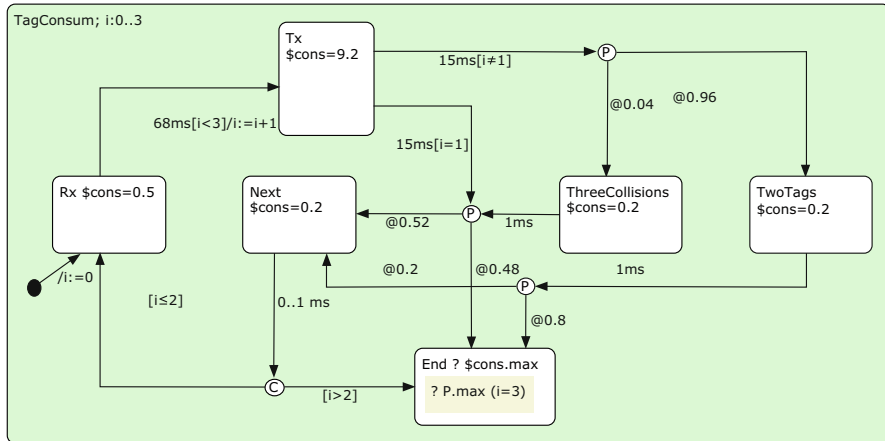 TagConsum; i:0..3
Tx
$cons=9.2
15ms[i≠1]
P
@0.04
@0.96
68ms[i<3]/i:=i+1
15ms[i=1]
Rx $cons=0.5
Next
$cons=0.2
ThreeCollisions
$cons=0.2
TwoTags
$cons=0.2
P
@0.52
1ms
/i:=0
@0.2
@0.48
1ms
P
[i≤2]
0..1 ms
@0.8
End ? $cons.max
? P.max (i=3)
C
[i>2]